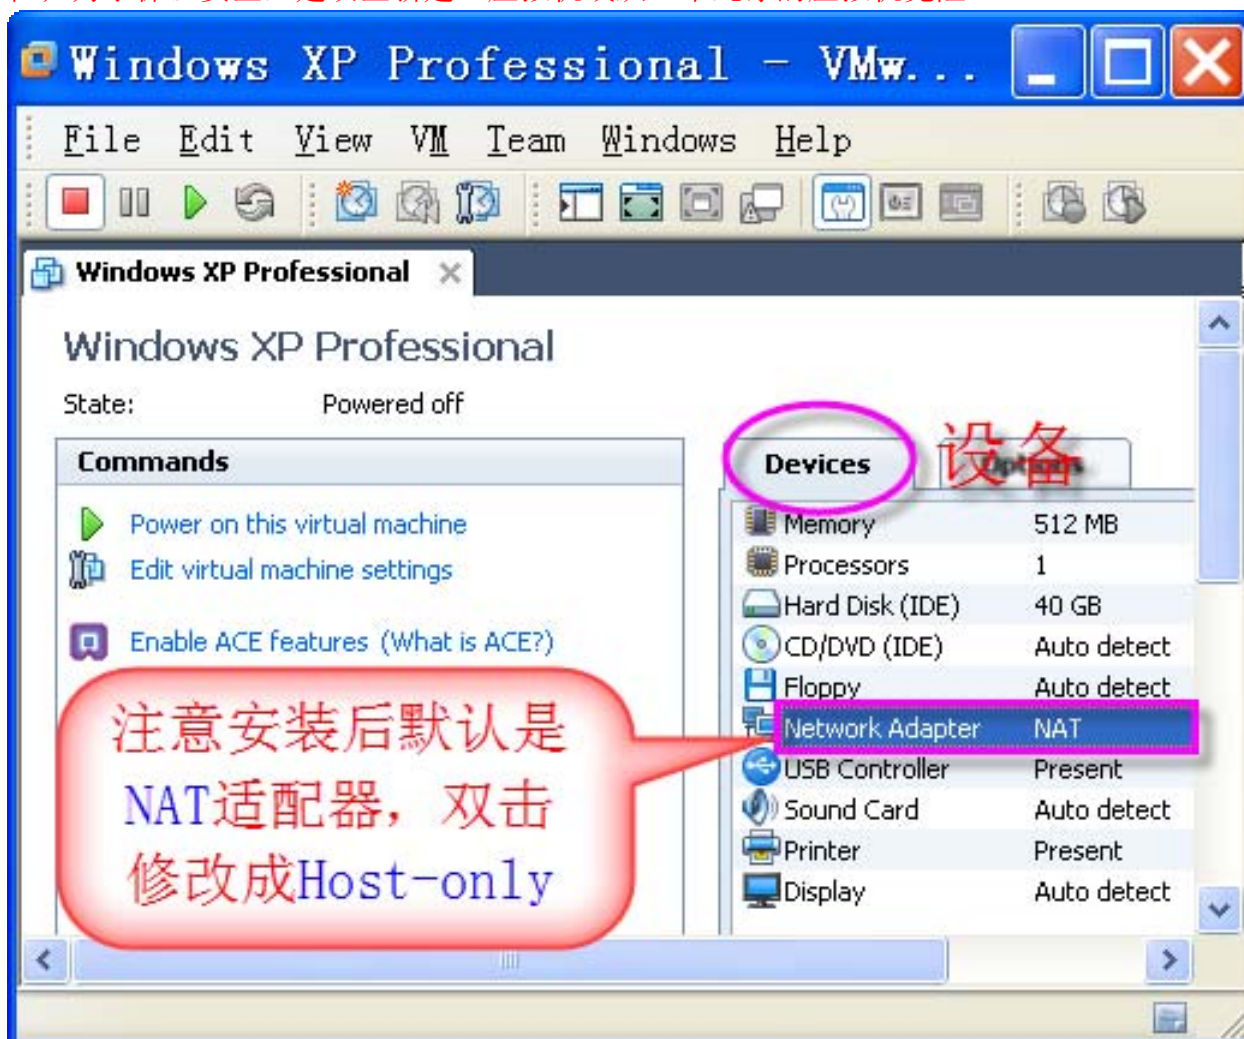 Windows XP Professional - VMw...
File Edit View VM Team Windows Help
Windows XP Professional
Windows XP Professional
State: Powered off
Commands
Power on this virtual machine
Edit virtual machine settings
Enable ACE features (What is ACE?)
Devices
设备
Options
Memory 512 MB
Processors 1
Hard Disk (IDE) 40 GB
CD/DVD (IDE) Auto detect
Floppy Auto detect
Network Adapter NAT
USB Controller Present
Sound Card Auto detect
Printer Present
Display Auto detect
注意安装后默认是
NAT适配器，双击
修改成Host-only